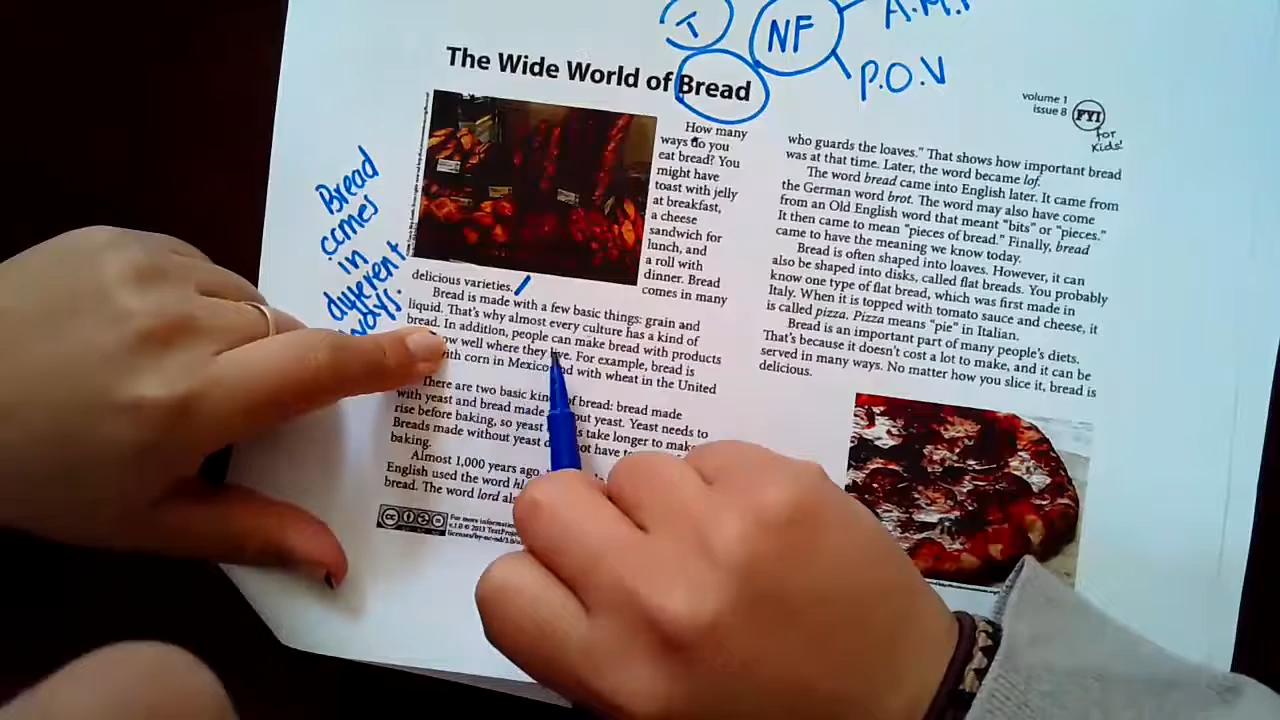 T
NF
P.O.V
The Wide World of Bread
volume 1
issue 8
FYI
for
Kids!
Bread
comes
in
different
ways.
How many
ways do you
eat bread? You
might have
toast with jelly
at breakfast,
a cheese
sandwich for
lunch, and
a roll with
dinner. Bread
comes in many
delicious varieties.
Bread is made with a few basic things: grain and
liquid. That's why almost every culture has a kind of
bread. In addition, people can make bread with products
well where they live. For example, bread is
with corn in Mexico and with wheat in the United
There are two basic kin of bread: bread made
with yeast and bread made out yeast. Yeast needs to
rise before baking, so yeast take longer to make
Breads made without yeast not have
baking.
Almost 1,000 years ago,
English used the word
bread. The word lord
For more information
v.1.0 © 2013
who guards the loaves." That shows how important bread
was at that time. Later, the word became lof.
The word bread came into English later. It came from
the German word brot. The word may also have come
from an Old English word that meant "bits" or "pieces."
It then came to mean "pieces of bread." Finally, bread
came to have the meaning we know today.
Bread is often shaped into loaves. However, it can
also be shaped into disks, called flat breads. You probably
know one type of flat bread, which was first made in
Italy. When it is topped with tomato sauce and cheese, it
is called pizza. Pizza means "pie" in Italian.
Bread is an important part of many people's diets.
That's because it doesn't cost a lot to make, and it can be
served in many ways. No matter how you slice it, bread is
delicious.